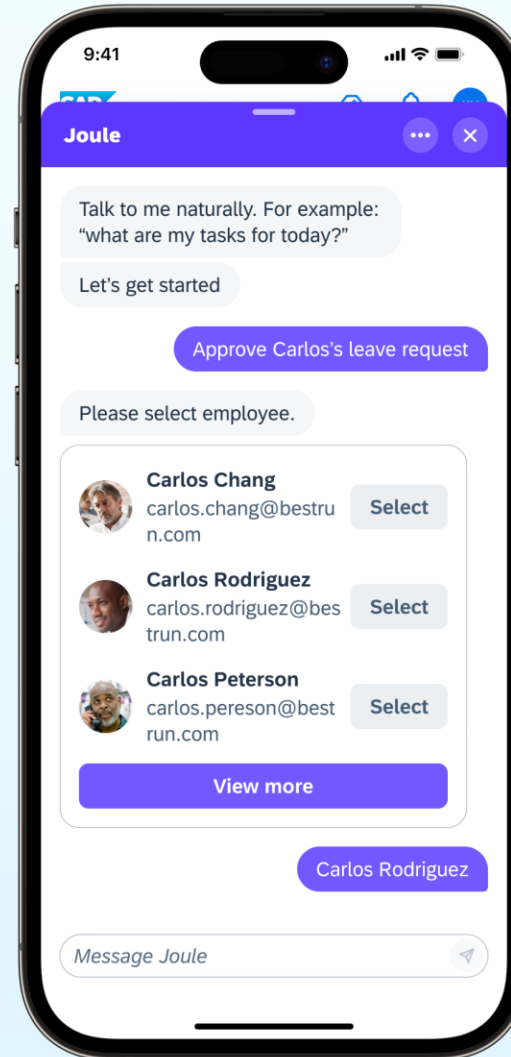 9:41
SAP
Joule
Talk to me naturally. For example:
“what are my tasks for today?”
Let’s get started
Approve Carlos’s leave request
Please select employee.
Carlos Chang
carlos.chang@bestru
n.com
Select
Carlos Rodriguez
carlos.rodriguez@bes
trun.com
Select
Carlos Peterson
carlos.pereson@best
run.com
Select
View more
Carlos Rodriguez
Message Joule